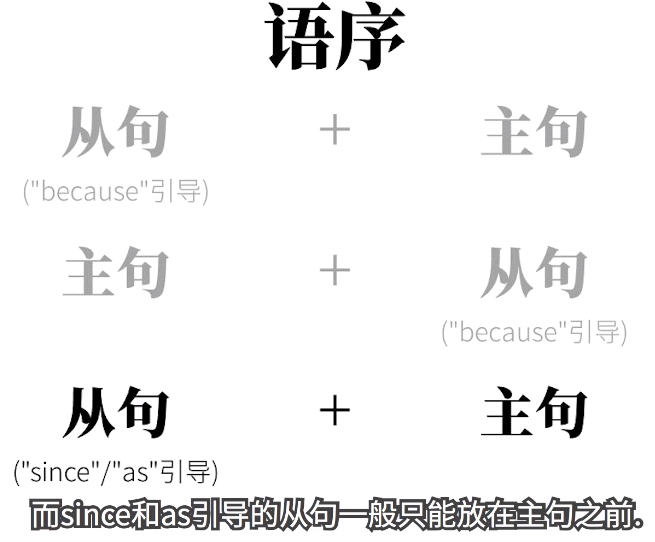 语序
从句 + 主句
("because"引导)
主句 + 从句
("because"引导)
从句 + 主句
("since"/"as"引导)
而since和as引导的从句一般只能放在主句之前.